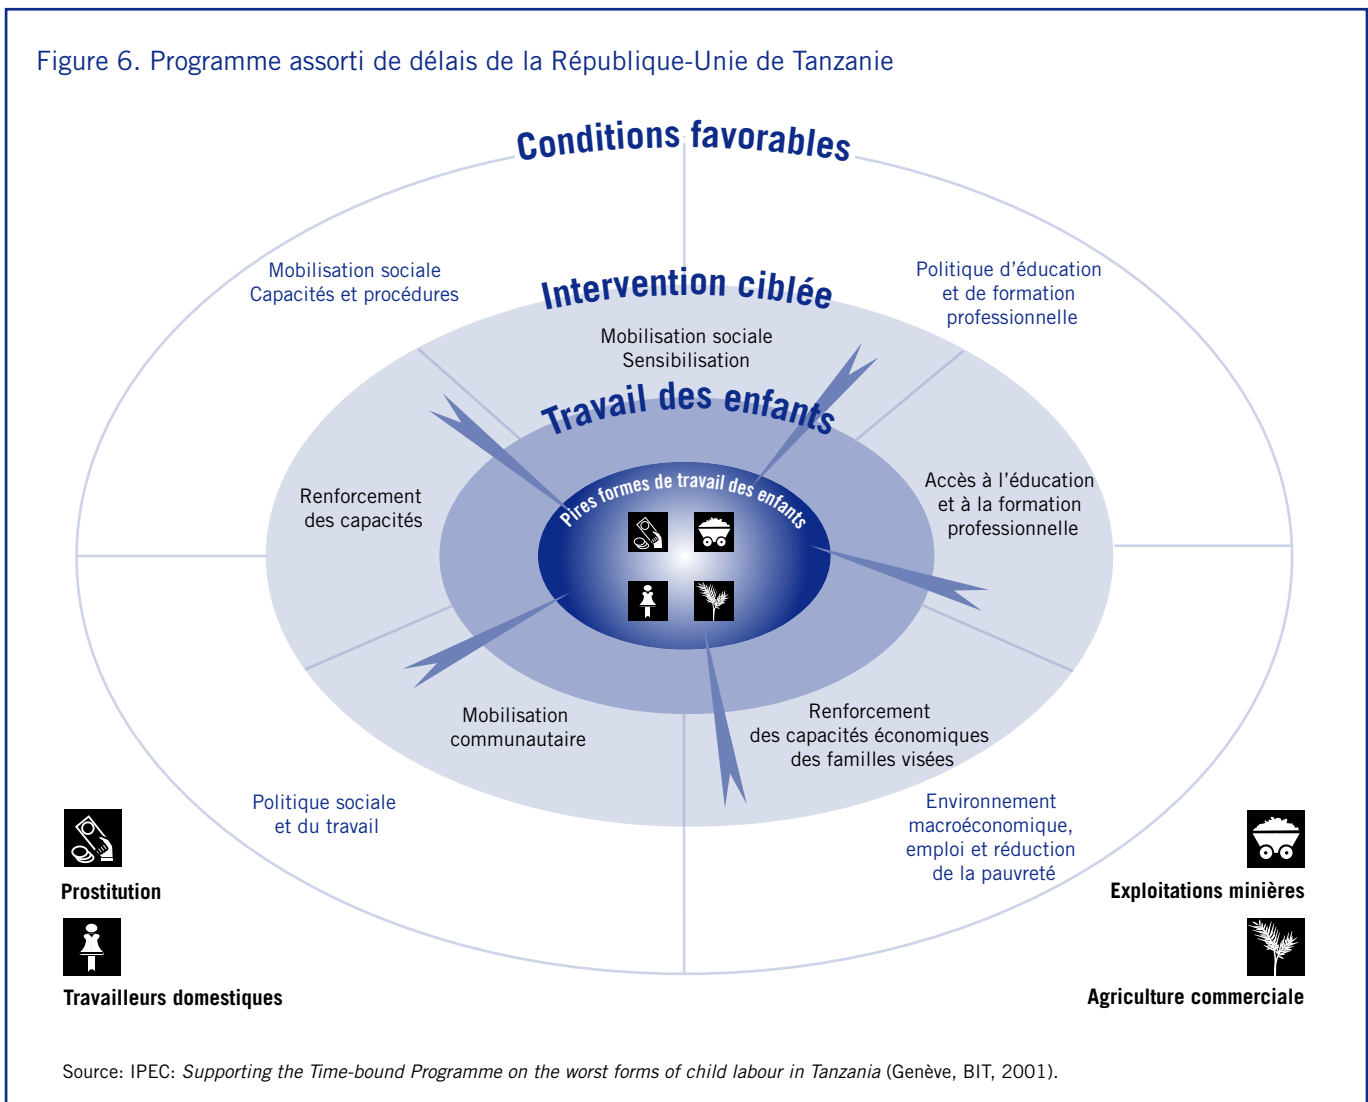 Figure 6. Programme assorti de délais de la République-Unie de Tanzanie
Conditions favorables
Mobilisation sociale
Capacités et procédures
Politique d'éducation
et de formation
professionnelle
Intervention ciblée
Mobilisation sociale
Sensibilisation
Travail des enfants
Renforcement
des capacités
Accès à l'éducation
et à la formation
professionnelle
Pires formes de travail des enfants
Mobilisation
communautaire
Renforcement
des capacités économiques
des familles visées
Politique sociale
et du travail
Environnement
macroéconomique,
emploi et réduction
de la pauvreté
Prostitution
Travailleurs domestiques
Exploitations minières
Agriculture commerciale
Source: IPEC: Supporting the Time-bound Programme on the worst forms of child labour in Tanzania (Genève, BIT, 2001).